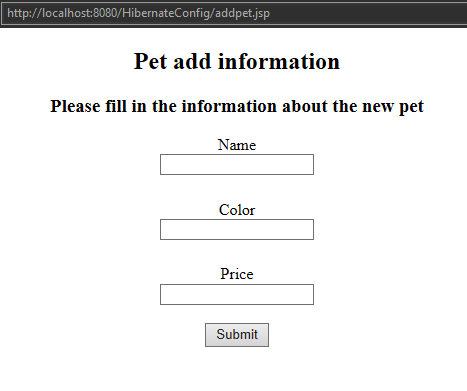 http://localhost:8080/HibernateConfig/addpet.jsp
Pet add information
Please fill in the information about the new pet
Name
Color
Price
Submit